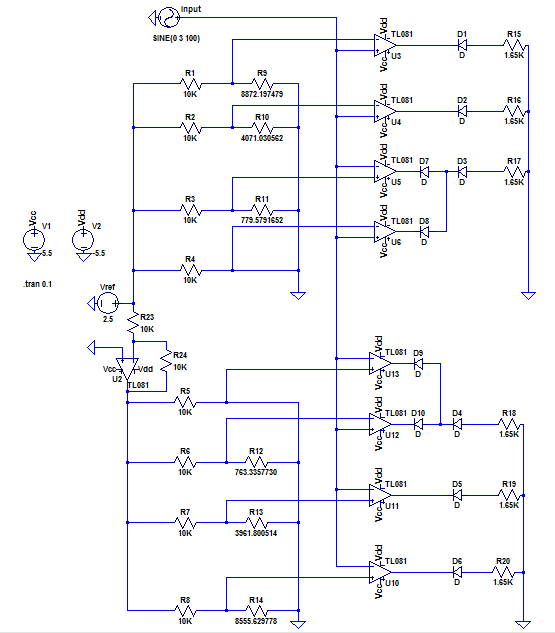 Input
SINE(0 3 100)
Vdd
TL081
D1
R15
Vcc
U3
D
1.65K
R1
R9
10K
8872.197479
Vdd
TL081
D2
R16
Vcc
U4
D
1.65K
R2
R10
10K
4071.030562
Vdd
TL081
D7
D3
R17
Vcc
U5
D
D
1.65K
R3
R11
10K
779.5791652
Vdd
TL081
D8
Vcc
U6
D
Vcc
V1
5.5
Vdd
V2
-5.5
.tran 0.1
R4
10K
Vref
2.5
R23
10K
R24
10K
Vcc
Vdd
U2
TL081
R5
10K
Vdd
TL081
D9
Vcc
U13
D
Vdd
TL081
D10
D4
R18
Vcc
U12
D
D
1.65K
R6
R12
10K
763.3357730
Vdd
TL081
D5
R19
Vcc
U11
D
1.65K
R7
R13
10K
3961.800514
Vdd
TL081
D6
R20
Vcc
U10
D
1.65K
R8
R14
10K
8555.629778